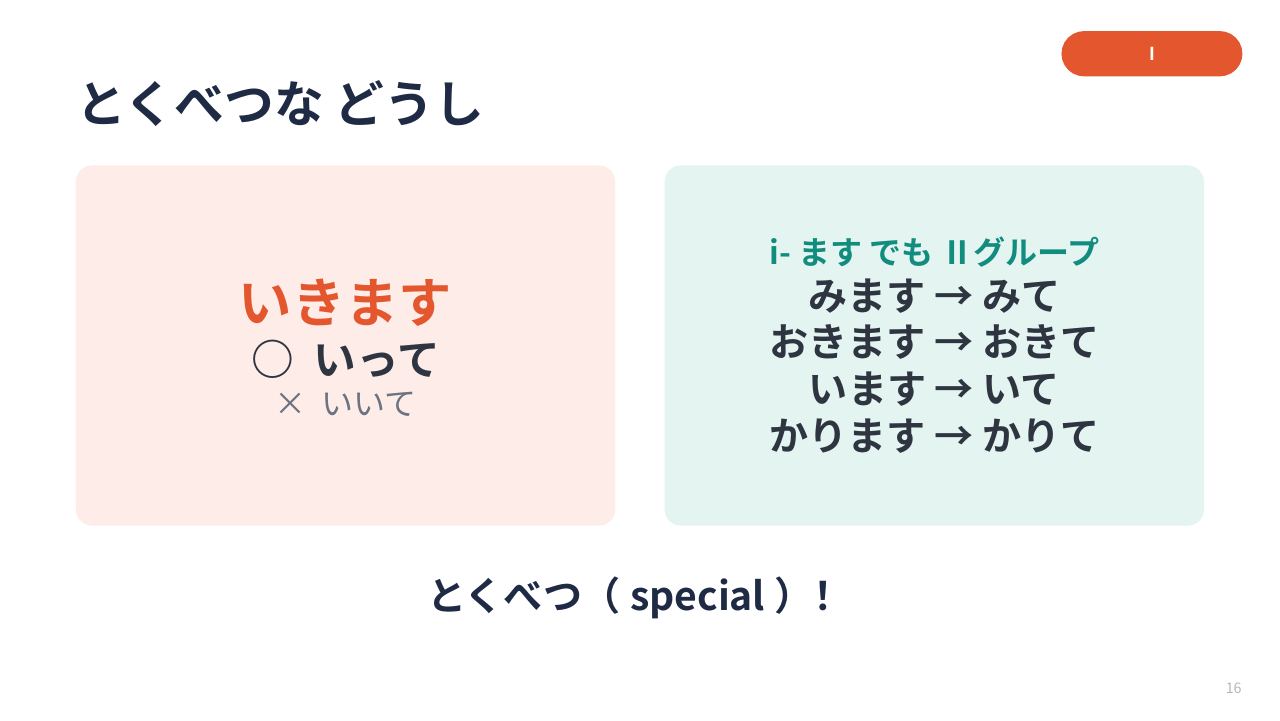 I
とくべつな どうし
いきます
○ いって
× いいて
i- ます でも Ⅱグループ
みます → みて
おきます → おきて
います → いて
かります → かりて
とくべつ（ special ）!
16